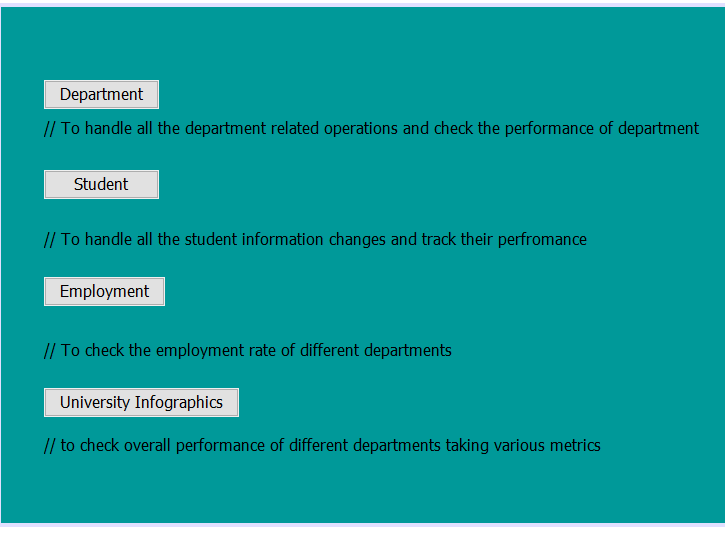 Department
// To handle all the department related operations and check the performance of department
Student
// To handle all the student information changes and track their perfromance
Employment
// To check the employment rate of different departments
University Infographics
// to check overall performance of different departments taking various metrics